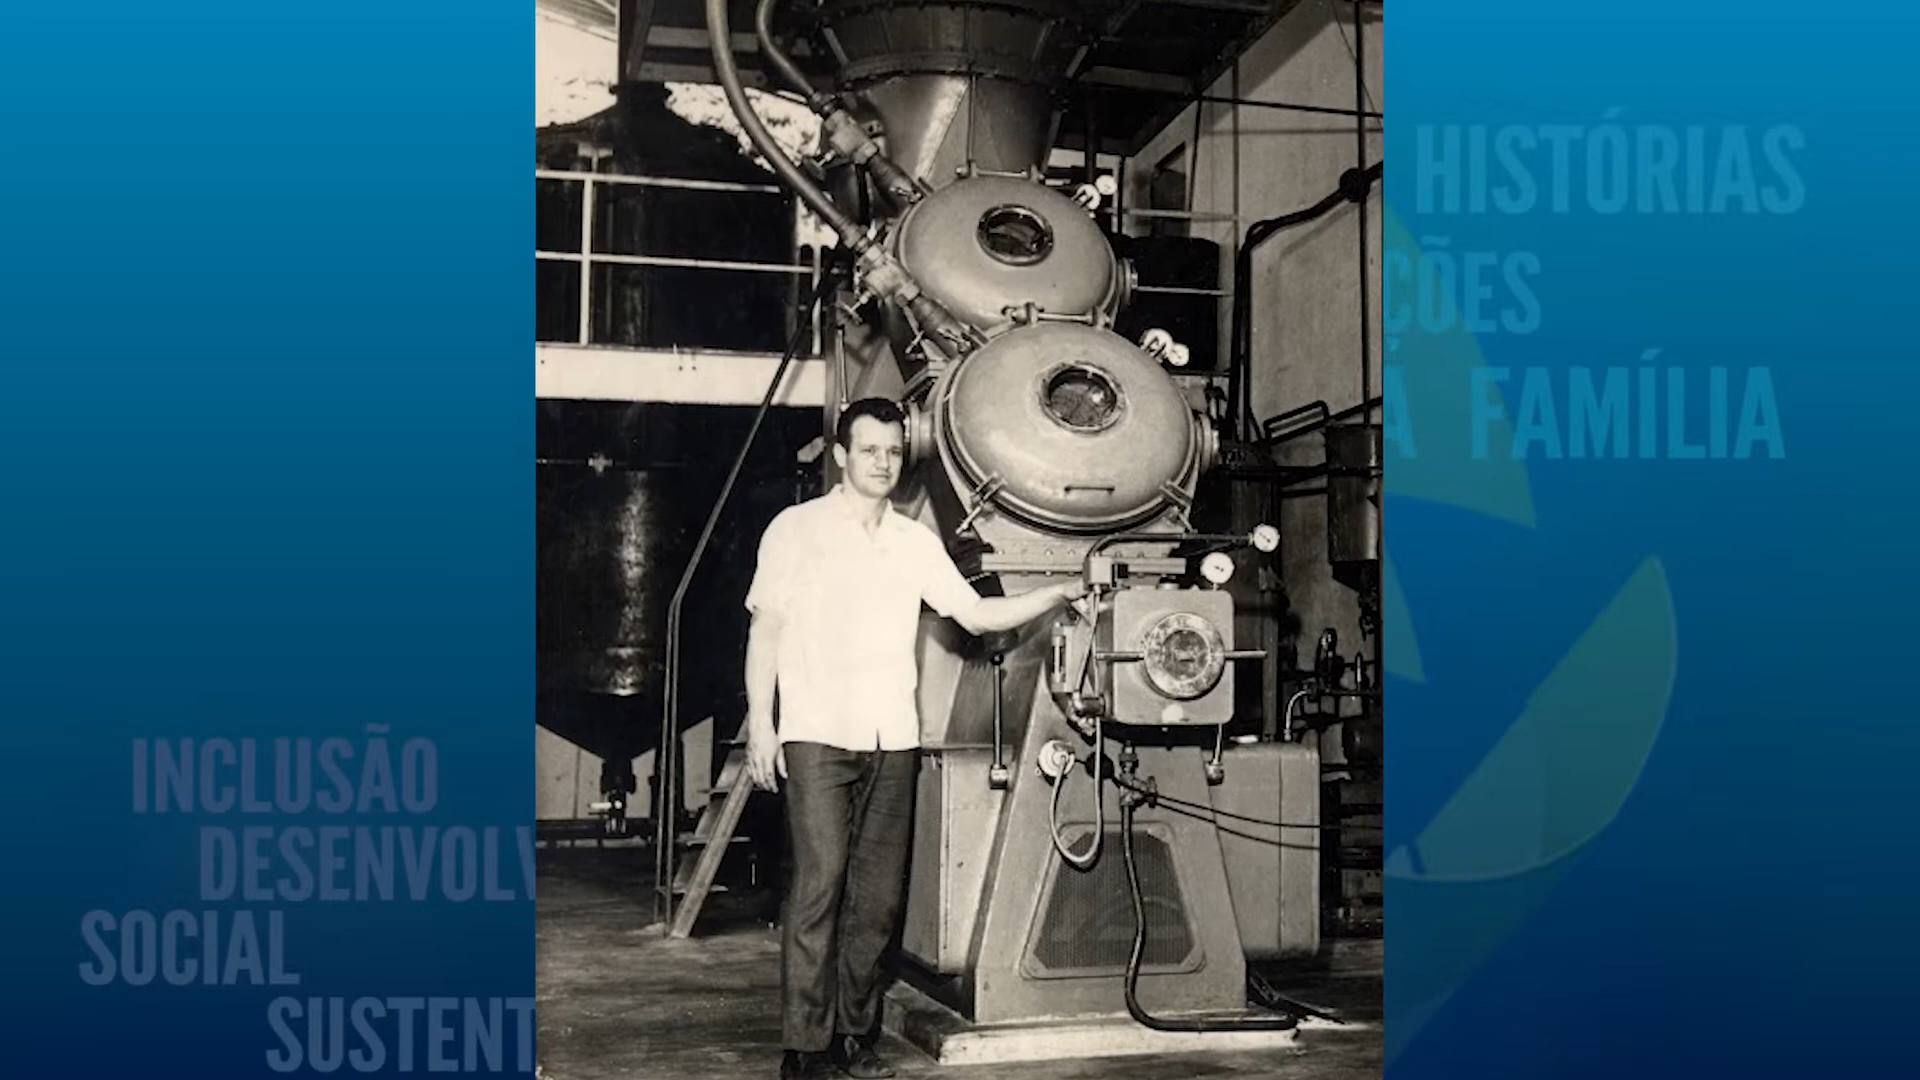 HISTÓRIAS
ÇÕES
À FAMÍLIA
INCLUSÃO
DESENVOLV
SOCIAL
SUSTENT